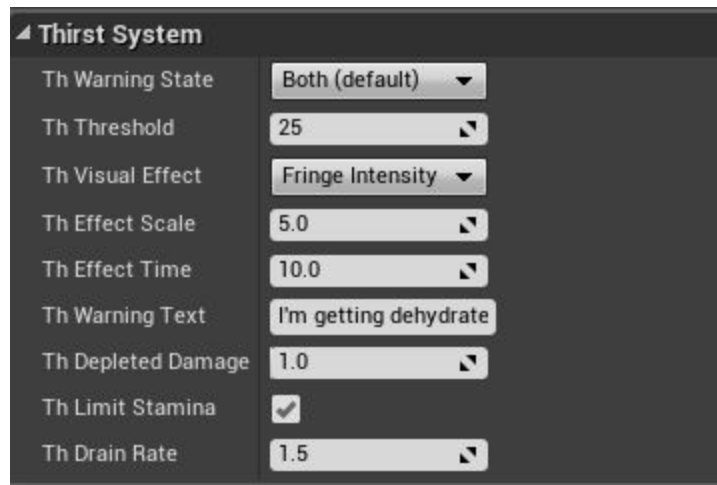 Thirst System
Th Warning State Both (default)
Th Threshold 25
Th Visual Effect Fringe Intensity
Th Effect Scale 5.0
Th Effect Time 10.0
Th Warning Text I'm getting dehydrate
Th Depleted Damage 1.0
Th Limit Stamina
Th Drain Rate 1.5